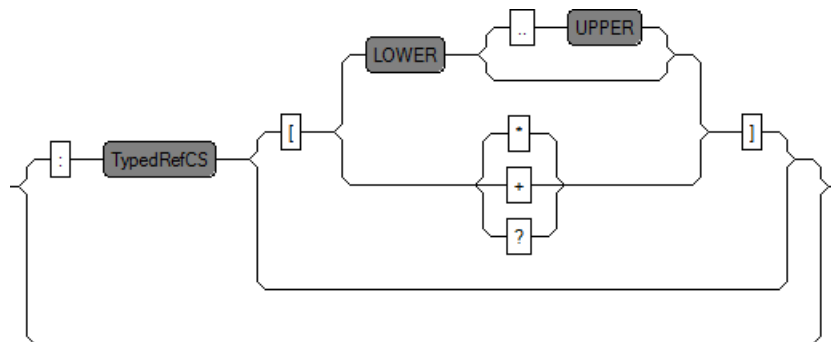 .. UPPER
LOWER
[ * ]
: TypedRefCS
+
?